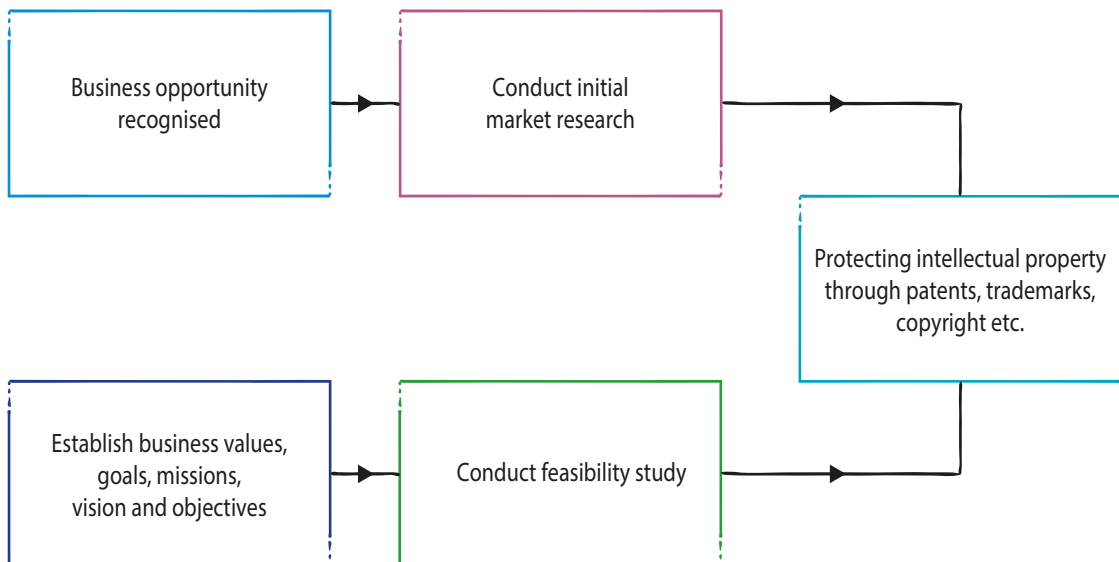 Business opportunity
recognised
Conduct initial
market research
Protecting intellectual property
through patents, trademarks,
copyright etc.
Establish business values,
goals, missions,
vision and objectives
Conduct feasibility study